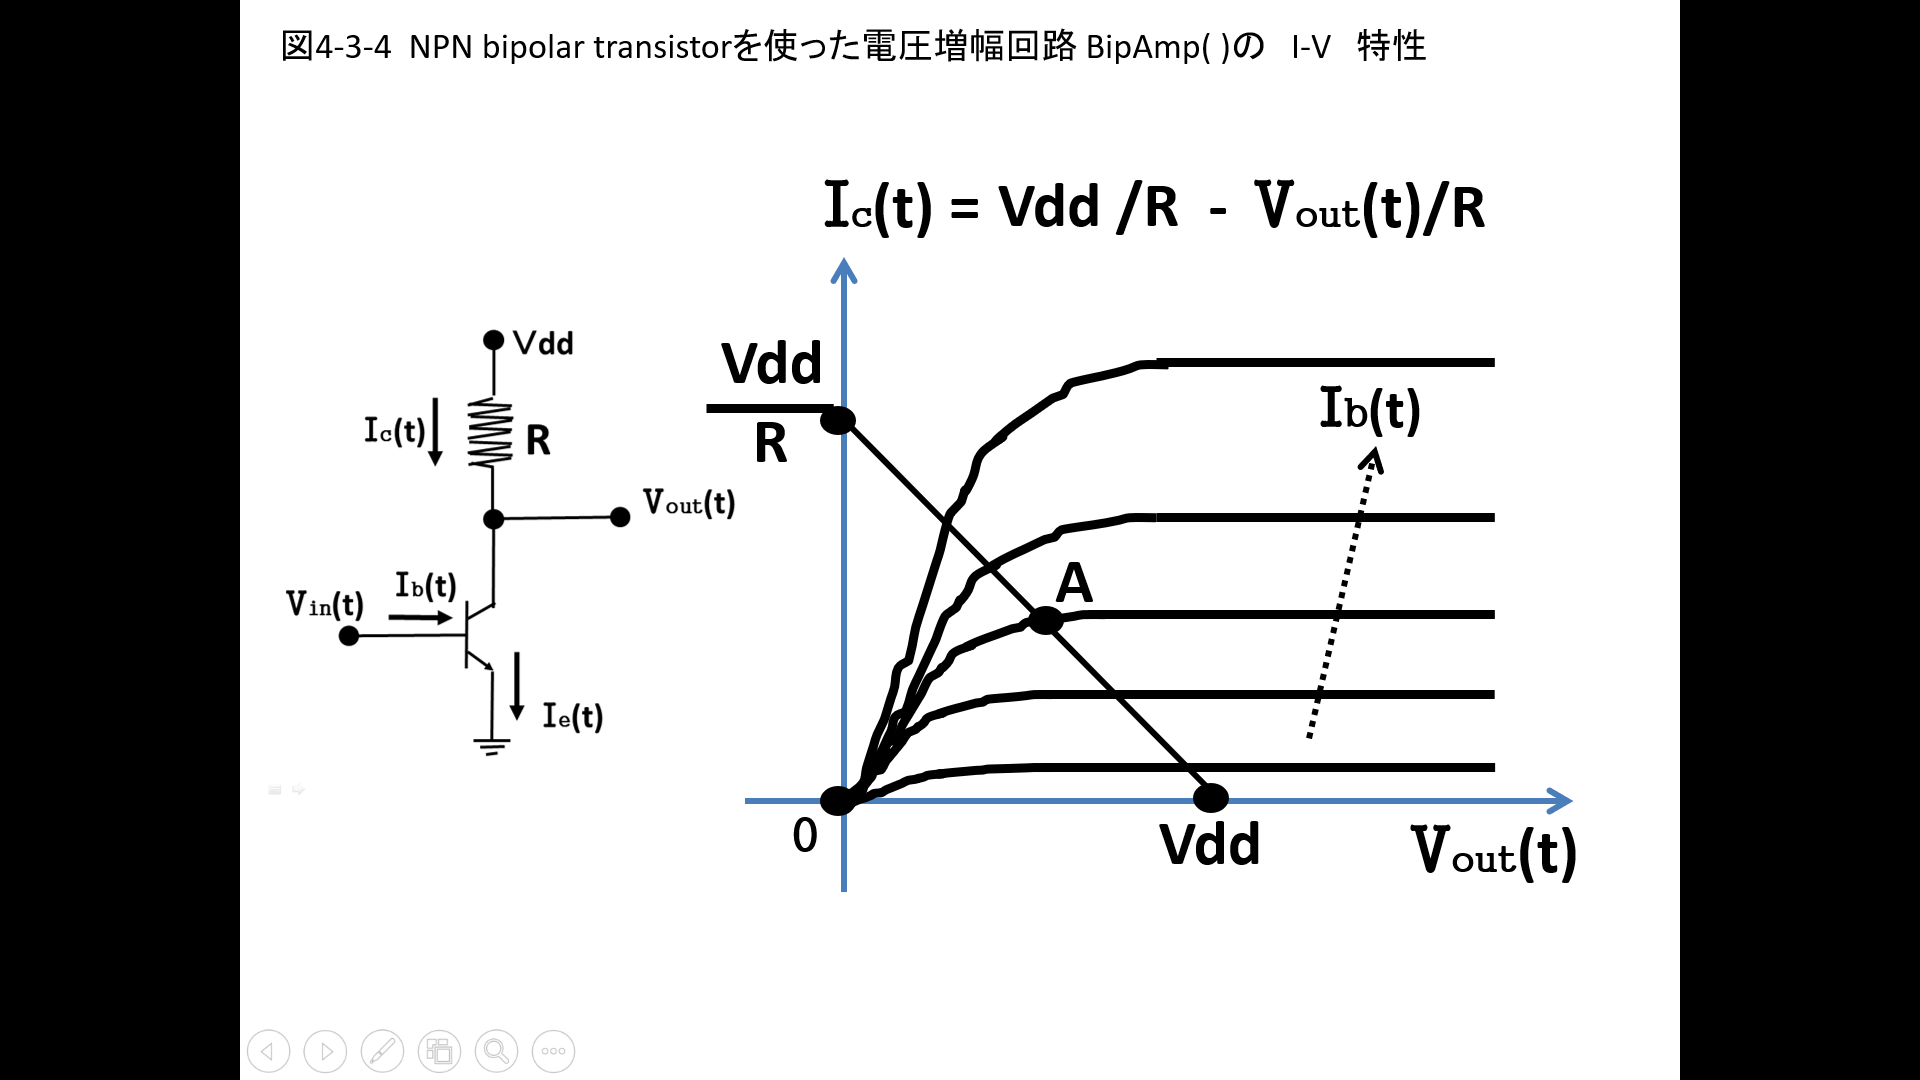 図4-3-4 NPN bipolar transistorを使った電圧増幅回路 BipAmp( )の I-V 特性
Ic(t) = Vdd /R - Vout(t)/R
Vdd
Ic(t)
R
Vout(t)
Ib(t)
Vin(t)
Ie(t)
Vdd
R
Ib(t)
A
0
Vdd
Vout(t)